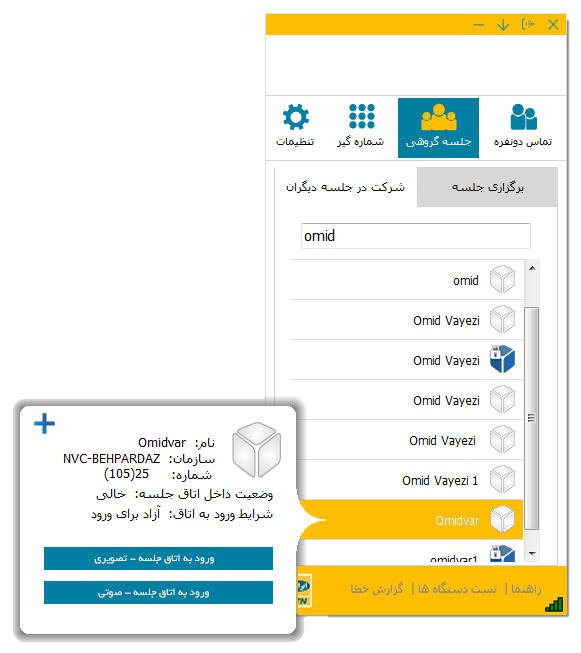 تماس دونفره
جلسه گروهی
شماره گیر
تنظیمات
برگزاری جلسه
شرکت در جلسه دیگران
omid
omid
Omid Vayezi
Omid Vayezi
Omid Vayezi
Omid Vayezi
Omid Vayezi 1
Omidvar
omidvar1
نام: Omidvar
سازمان: NVC-BEHPARDAZ
شماره: 25(105)
وضعیت داخل اتاق جلسه: خالی
شرایط ورود به اتاق: آزاد برای ورود
ورود به اتاق جلسه - تصویری
ورود به اتاق جلسه - صوتی
راهنما | تست دستگاه ها | گزارش خطا